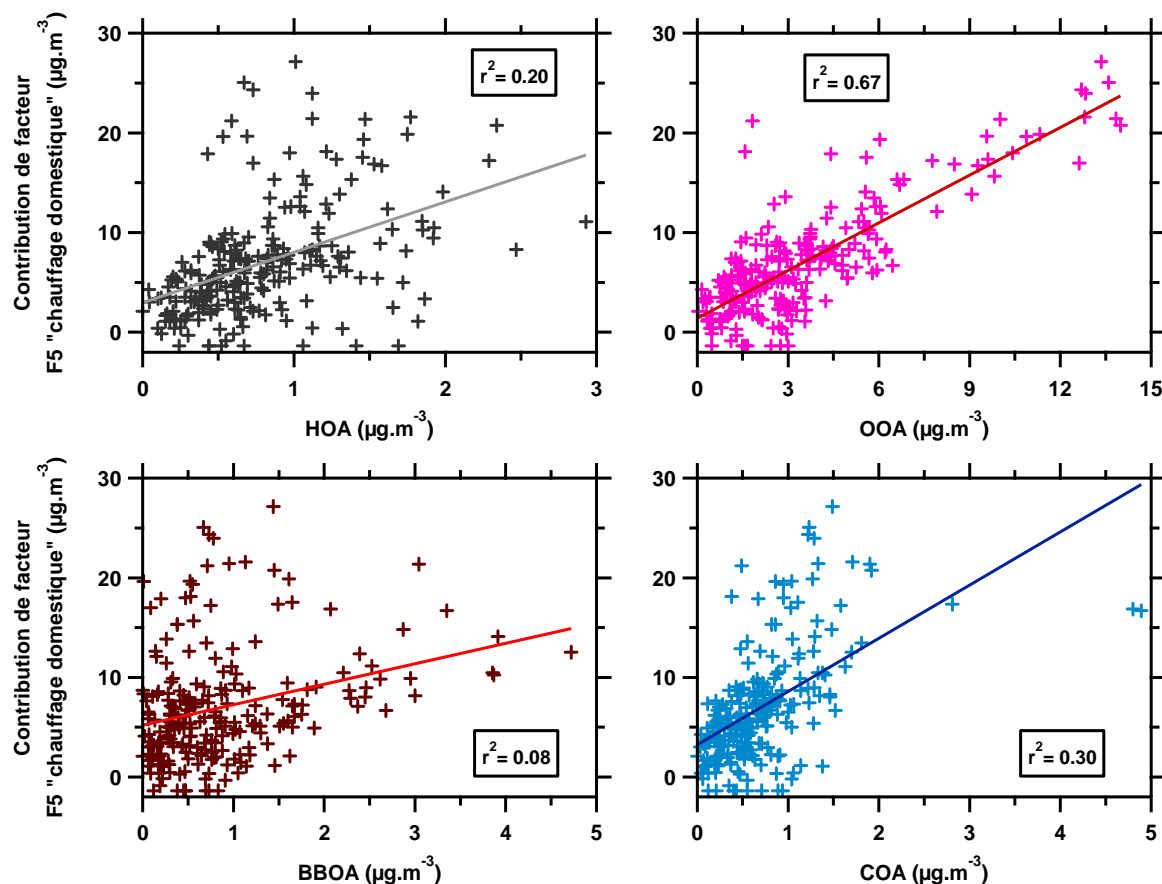 Contribution de facteur
F5 "chauffage domestique" (µg.m⁻³)
30
20
10
0
r²= 0.20
0 1 2 3
HOA (µg.m⁻³)
30
20
10
0
r²= 0.67
0 3 6 9 12 15
OOA (µg.m⁻³)
Contribution de facteur
F5 "chauffage domestique" (µg.m⁻³)
30
20
10
0
r²= 0.08
0 1 2 3 4 5
BBOA (µg.m⁻³)
30
20
10
0
r²= 0.30
0 1 2 3 4 5
COA (µg.m⁻³)